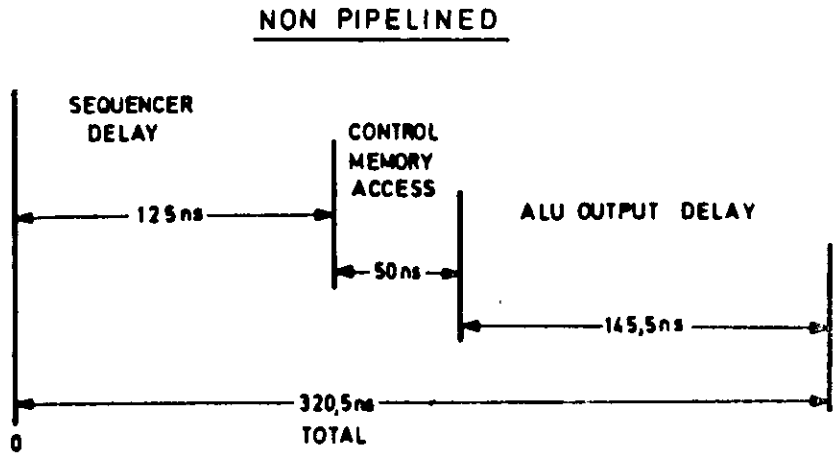 NON PIPELINED
SEQUENCER
DELAY
CONTROL
MEMORY
ACCESS
ALU OUTPUT DELAY
125ns
50ns
145,5ns
320,5ns
TOTAL
0